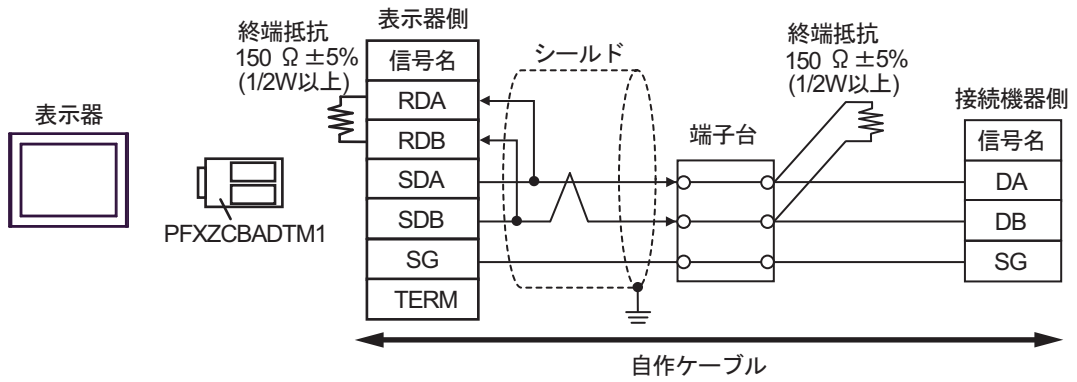 表示器側
終端抵抗
150 Ω ±5%
(1/2W以上)
信号名
RDA
RDB
SDA
SDB
SG
TERM
表示器
PFXZCBADTM1
シールド
端子台
終端抵抗
150 Ω ±5%
(1/2W以上)
接続機器側
信号名
DA
DB
SG
自作ケーブル